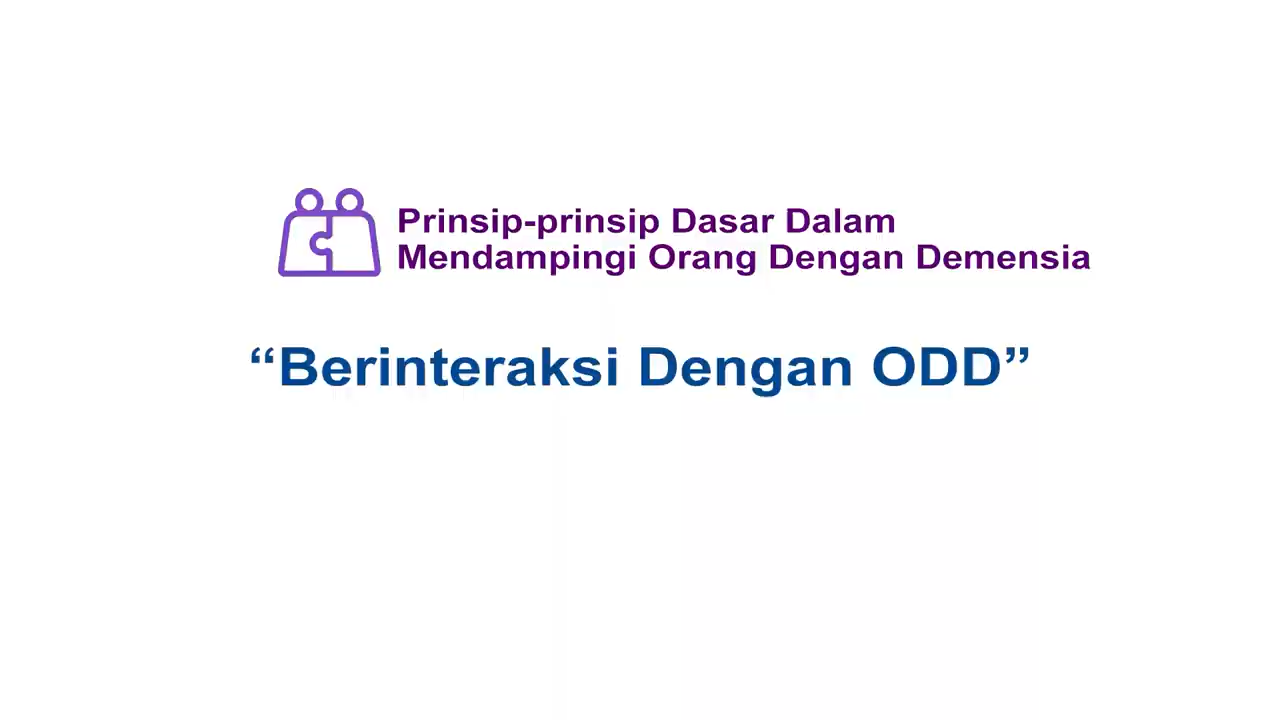 Prinsip-prinsip Dasar Dalam
Mendampingi Orang Dengan Demensia
“Berinteraksi Dengan ODD”